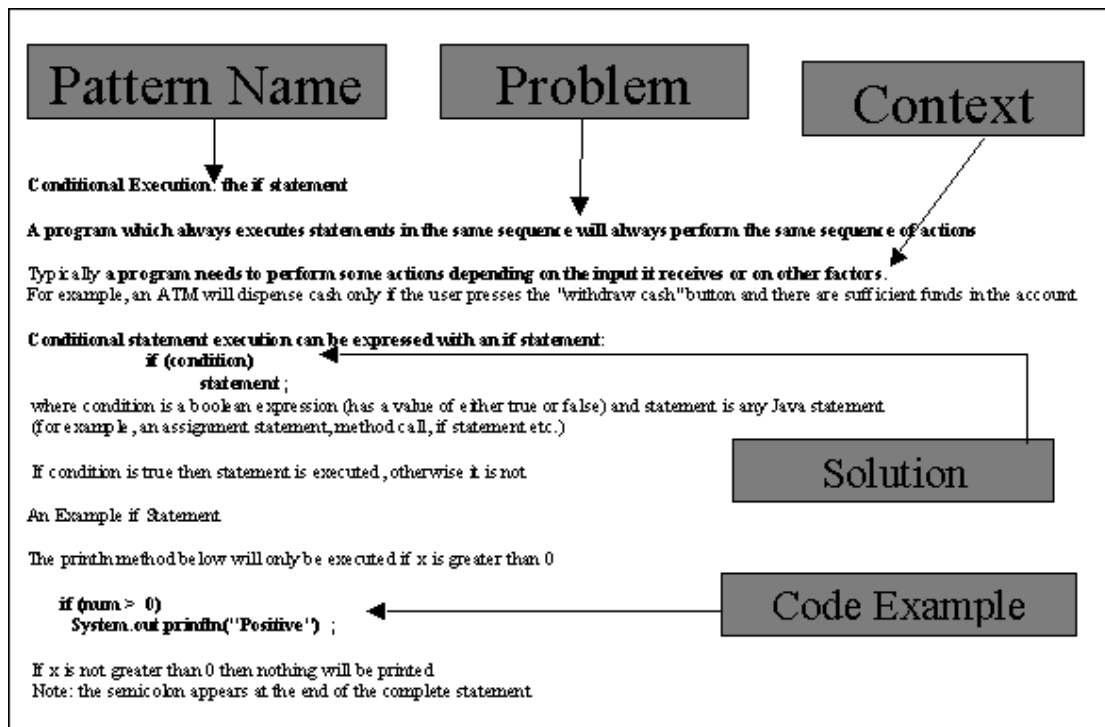 Pattern Name
Problem
Context
Conditional Execution: the if statement
A program which always executes statements in the same sequence will always perform the same sequence of actions
Typically a program needs to perform some actions depending on the input it receives or on other factors.
For example, an ATM will dispense cash only if the user presses the "withdraw cash" button and there are sufficient funds in the account
Conditional statement execution can be expressed with an if statement:
if (condition)
statement ;
where condition is a boolean expression (has a value of either true or false) and statement is any Java statement
(for example, an assignment statement, method call, if statement etc.)
If condition is true then statement is executed, otherwise it is not
Solution
An Example if Statement
The println method below will only be executed if x is greater than 0
if (num > 0)
System.out.println("Positive") ;
Code Example
If x is not greater than 0 then nothing will be printed
Note: the semicolon appears at the end of the complete statement